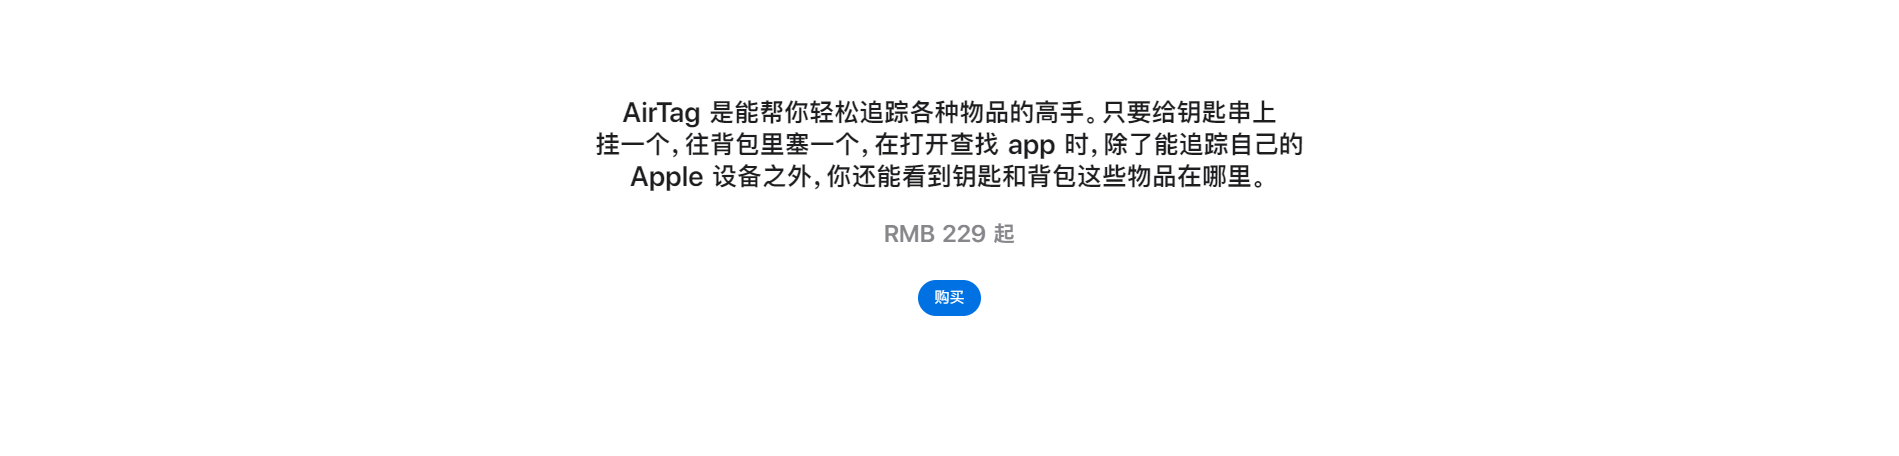 AirTag 是能帮你轻松追踪各种物品的高手。只要给钥匙串上
挂一个，往背包里塞一个，在打开查找 app 时，除了能追踪自己的
Apple 设备之外，你还能看到钥匙和背包这些物品在哪里。
RMB 229 起
购买